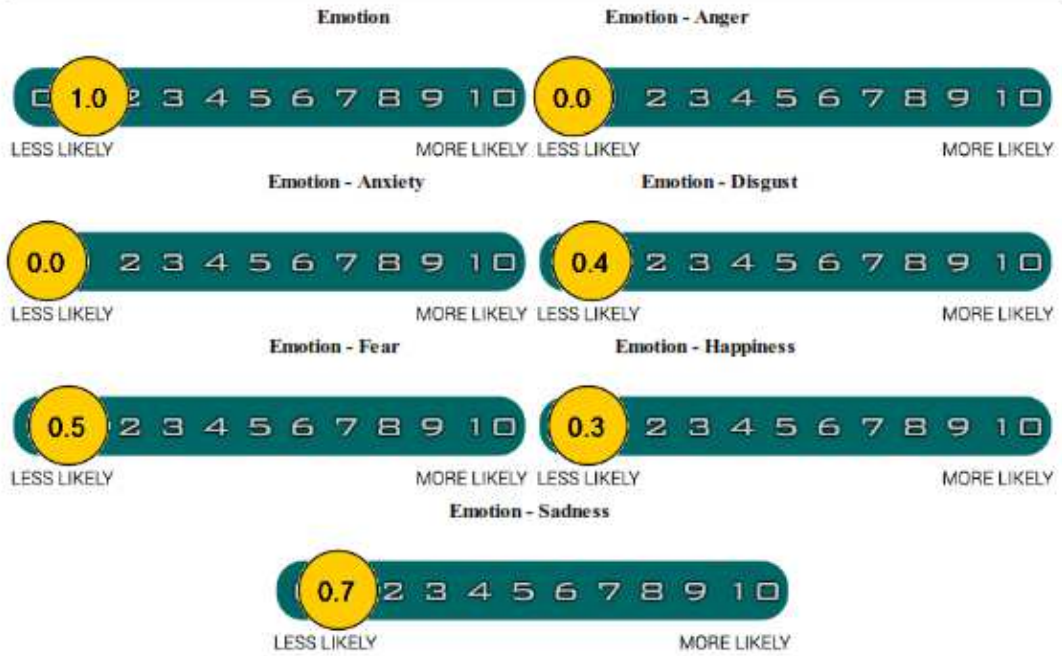 Emotion Emotion - Anger
0 1.0 2 3 4 5 6 7 8 9 10 0.0 2 3 4 5 6 7 8 9 10
LESS LIKELY MORE LIKELY LESS LIKELY MORE LIKELY
Emotion - Anxiety Emotion - Disgust
0.0 2 3 4 5 6 7 8 9 10 0.4 2 3 4 5 6 7 8 9 10
LESS LIKELY MORE LIKELY LESS LIKELY MORE LIKELY
Emotion - Fear Emotion - Happiness
0.5 2 3 4 5 6 7 8 9 10 0.3 2 3 4 5 6 7 8 9 10
LESS LIKELY MORE LIKELY LESS LIKELY MORE LIKELY
Emotion - Sadness
0.7 2 3 4 5 6 7 8 9 10
LESS LIKELY MORE LIKELY